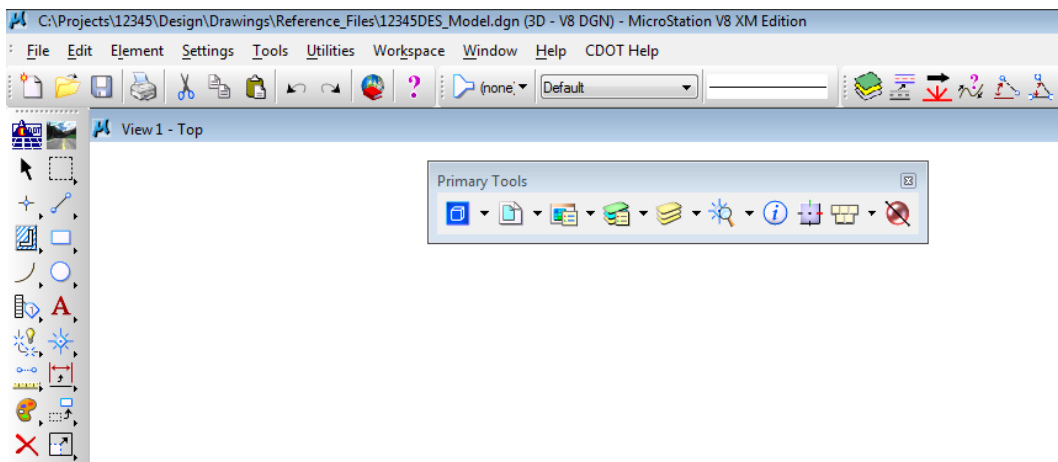 C:\Projects\12345\Design\Drawings\Reference_Files\12345DES_Model.dgn (3D - V8 DGN) - MicroStation V8 XM Edition
File Edit Element Settings Tools Utilities Workspace Window Help CDOT Help
(none) Default
View 1 - Top
Primary Tools